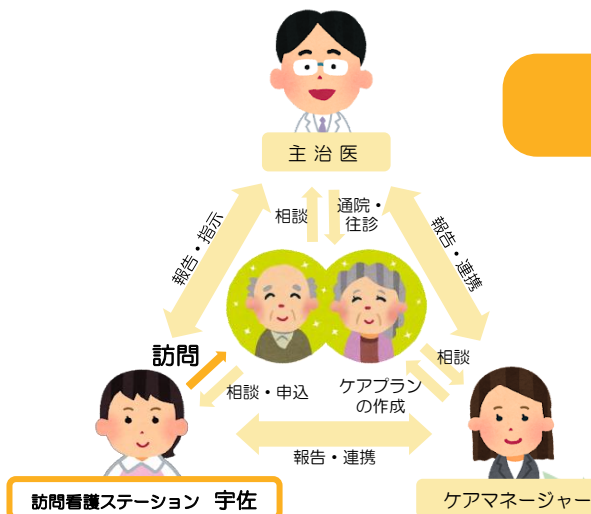 主治医
相談
通院・
往診
報告・指示
報告・連携
訪問
相談
相談・申込
ケアプラン
の作成
報告・連携
訪問看護ステーション 宇佐
ケアマネージャー